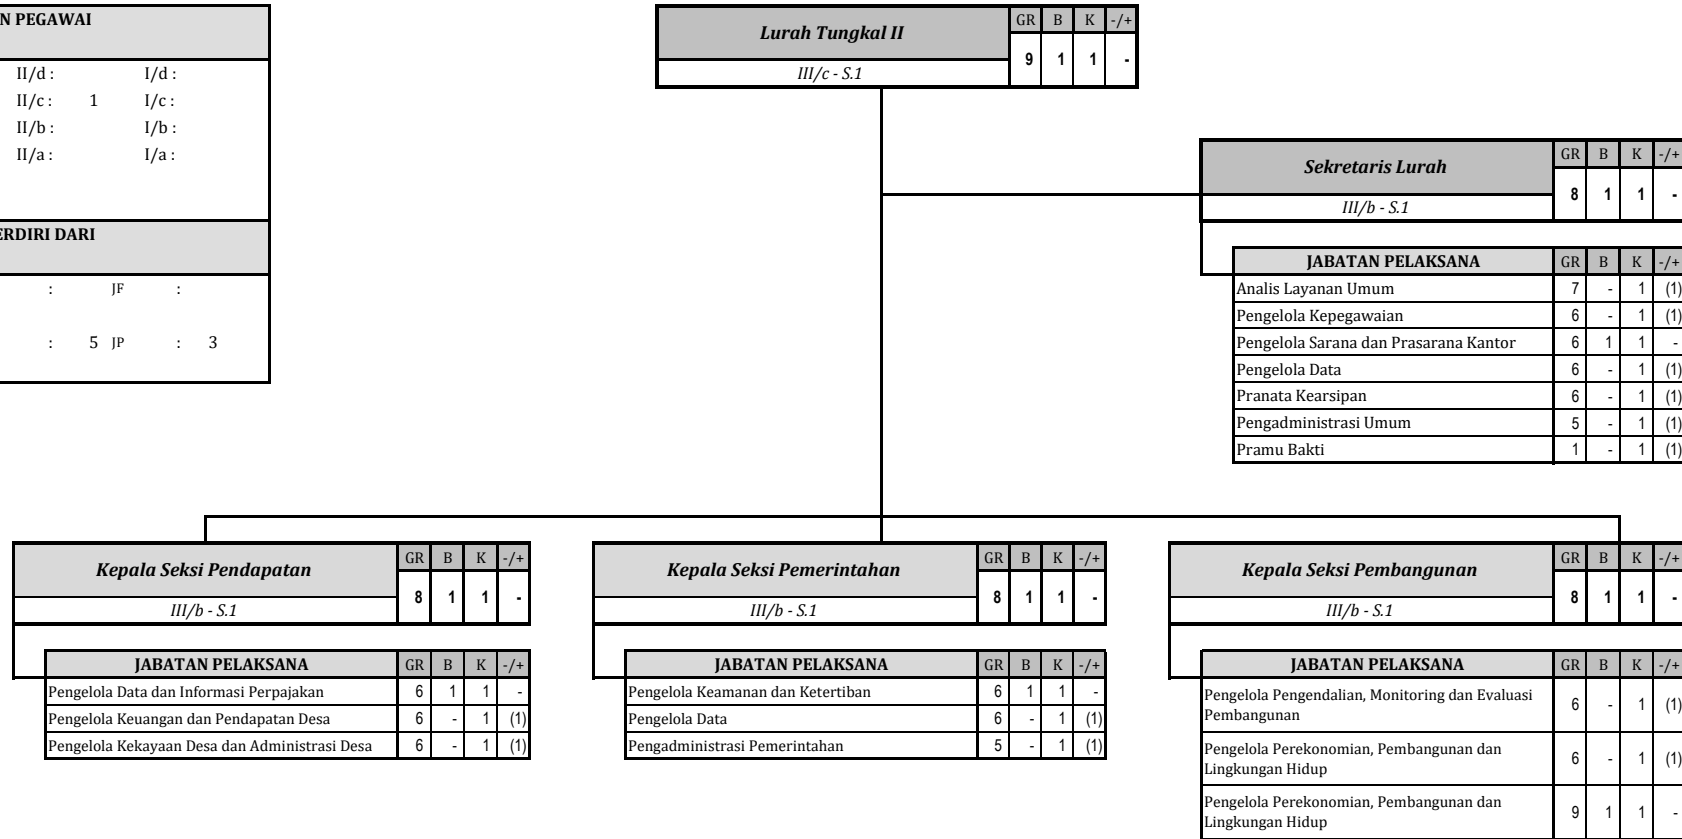 N PEGAWAI
II/d : I/d :
II/c : 1 I/c :
II/b : I/b :
II/a : I/a :
ERDIRI DARI
: JF :
: 5 JP : 3
Lurah Tungkal II GR B K -/+
III/c - S.1 9 1 1 -
Sekretaris Lurah GR B K -/+
III/b - S.1 8 1 1 -
JABATAN PELAKSANA GR B K -/+
Analis Layanan Umum 7 - 1 (1)
Pengelola Kepegawaian 6 - 1 (1)
Pengelola Sarana dan Prasarana Kantor 6 1 1 -
Pengelola Data 6 - 1 (1)
Pranata Kearsipan 6 - 1 (1)
Pengadministrasi Umum 5 - 1 (1)
Pramu Bakti 1 - 1 (1)
Kepala Seksi Pendapatan GR B K -/+
III/b - S.1 8 1 1 -
JABATAN PELAKSANA GR B K -/+
Pengelola Data dan Informasi Perpajakan 6 1 1 -
Pengelola Keuangan dan Pendapatan Desa 6 - 1 (1)
Pengelola Kekayaan Desa dan Administrasi Desa 6 - 1 (1)
Kepala Seksi Pemerintahan GR B K -/+
III/b - S.1 8 1 1 -
JABATAN PELAKSANA GR B K -/+
Pengelola Keamanan dan Ketertiban 6 1 1 -
Pengelola Data 6 - 1 (1)
Pengadministrasi Pemerintahan 5 - 1 (1)
Kepala Seksi Pembangunan GR B K -/+
III/b - S.1 8 1 1 -
JABATAN PELAKSANA GR B K -/+
Pengelola Pengendalian, Monitoring dan Evaluasi
Pembangunan 6 - 1 (1)
Pengelola Perekonomian, Pembangunan dan
Lingkungan Hidup 6 - 1 (1)
Pengelola Perekonomian, Pembangunan dan
Lingkungan Hidup 9 1 1 -